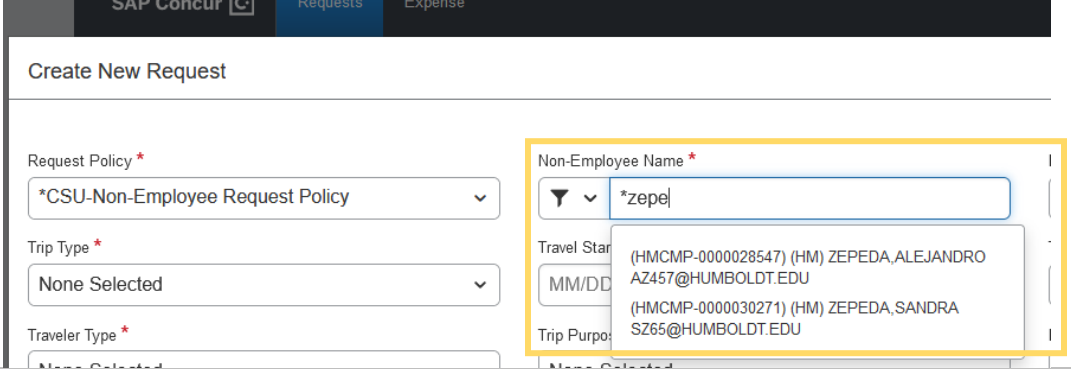 SAP Concur C. Requests Expense
Create New Request
Request Policy * Non-Employee Name *
*CSU-Non-Employee Request Policy *zepe
Trip Type * Travel Star
(HMCMP-0000028547) (HM) ZEPEDA,ALEJANDRO
None Selected MM/DD AZ457@HUMBOLDT.EDU
(HMCMP-0000030271) (HM) ZEPEDA,SANDRA
Traveler Type * Trip Purpo SZ65@HUMBOLDT.EDU
None Selected None Selected